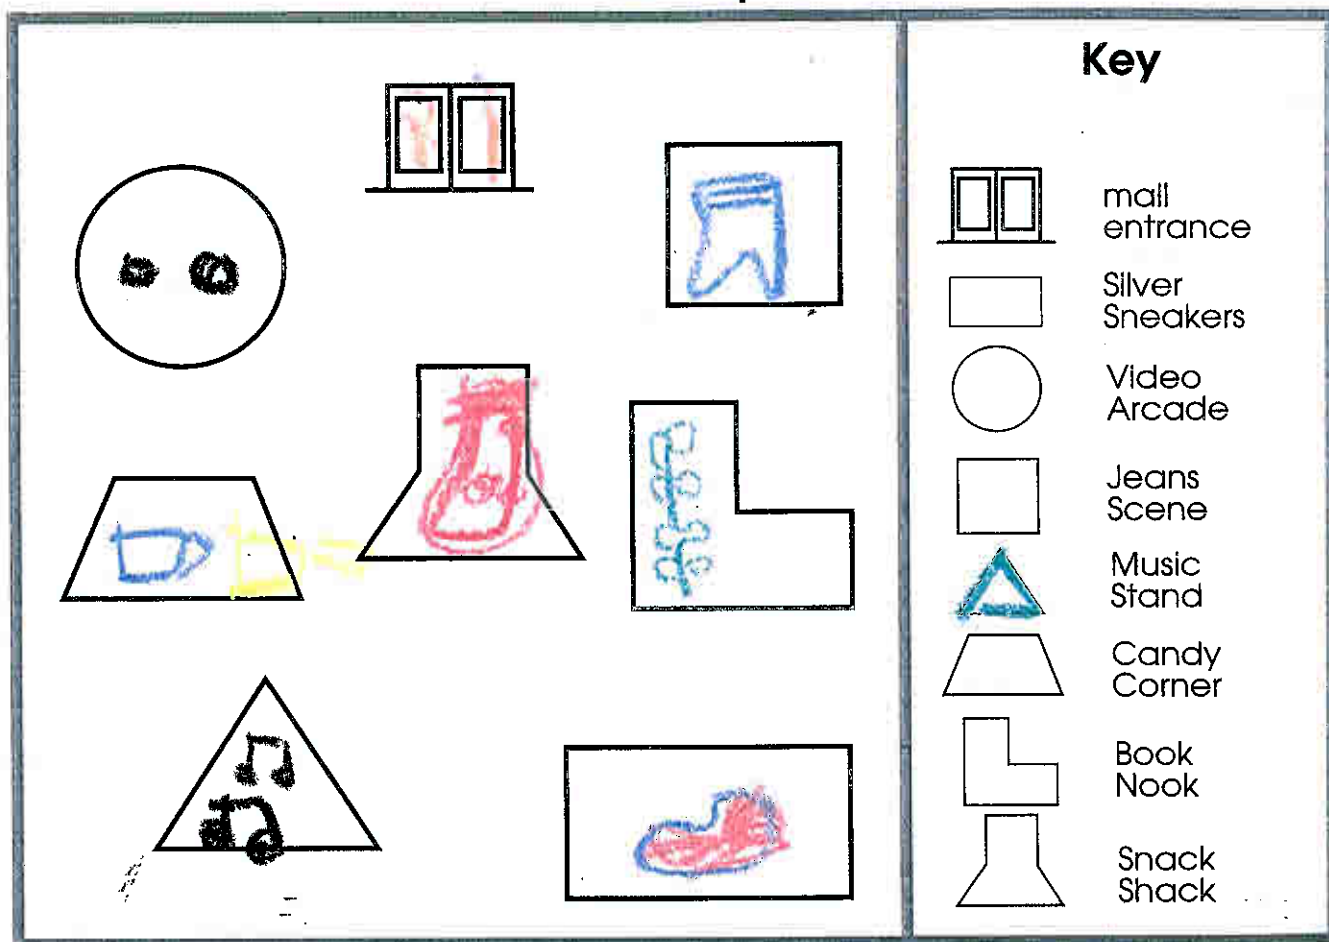 Key
mall
entrance
Silver
Sneakers
Video
Arcade
Jeans
Scene
Music
Stand
Candy
Corner
Book
Nook
Snack
Shack